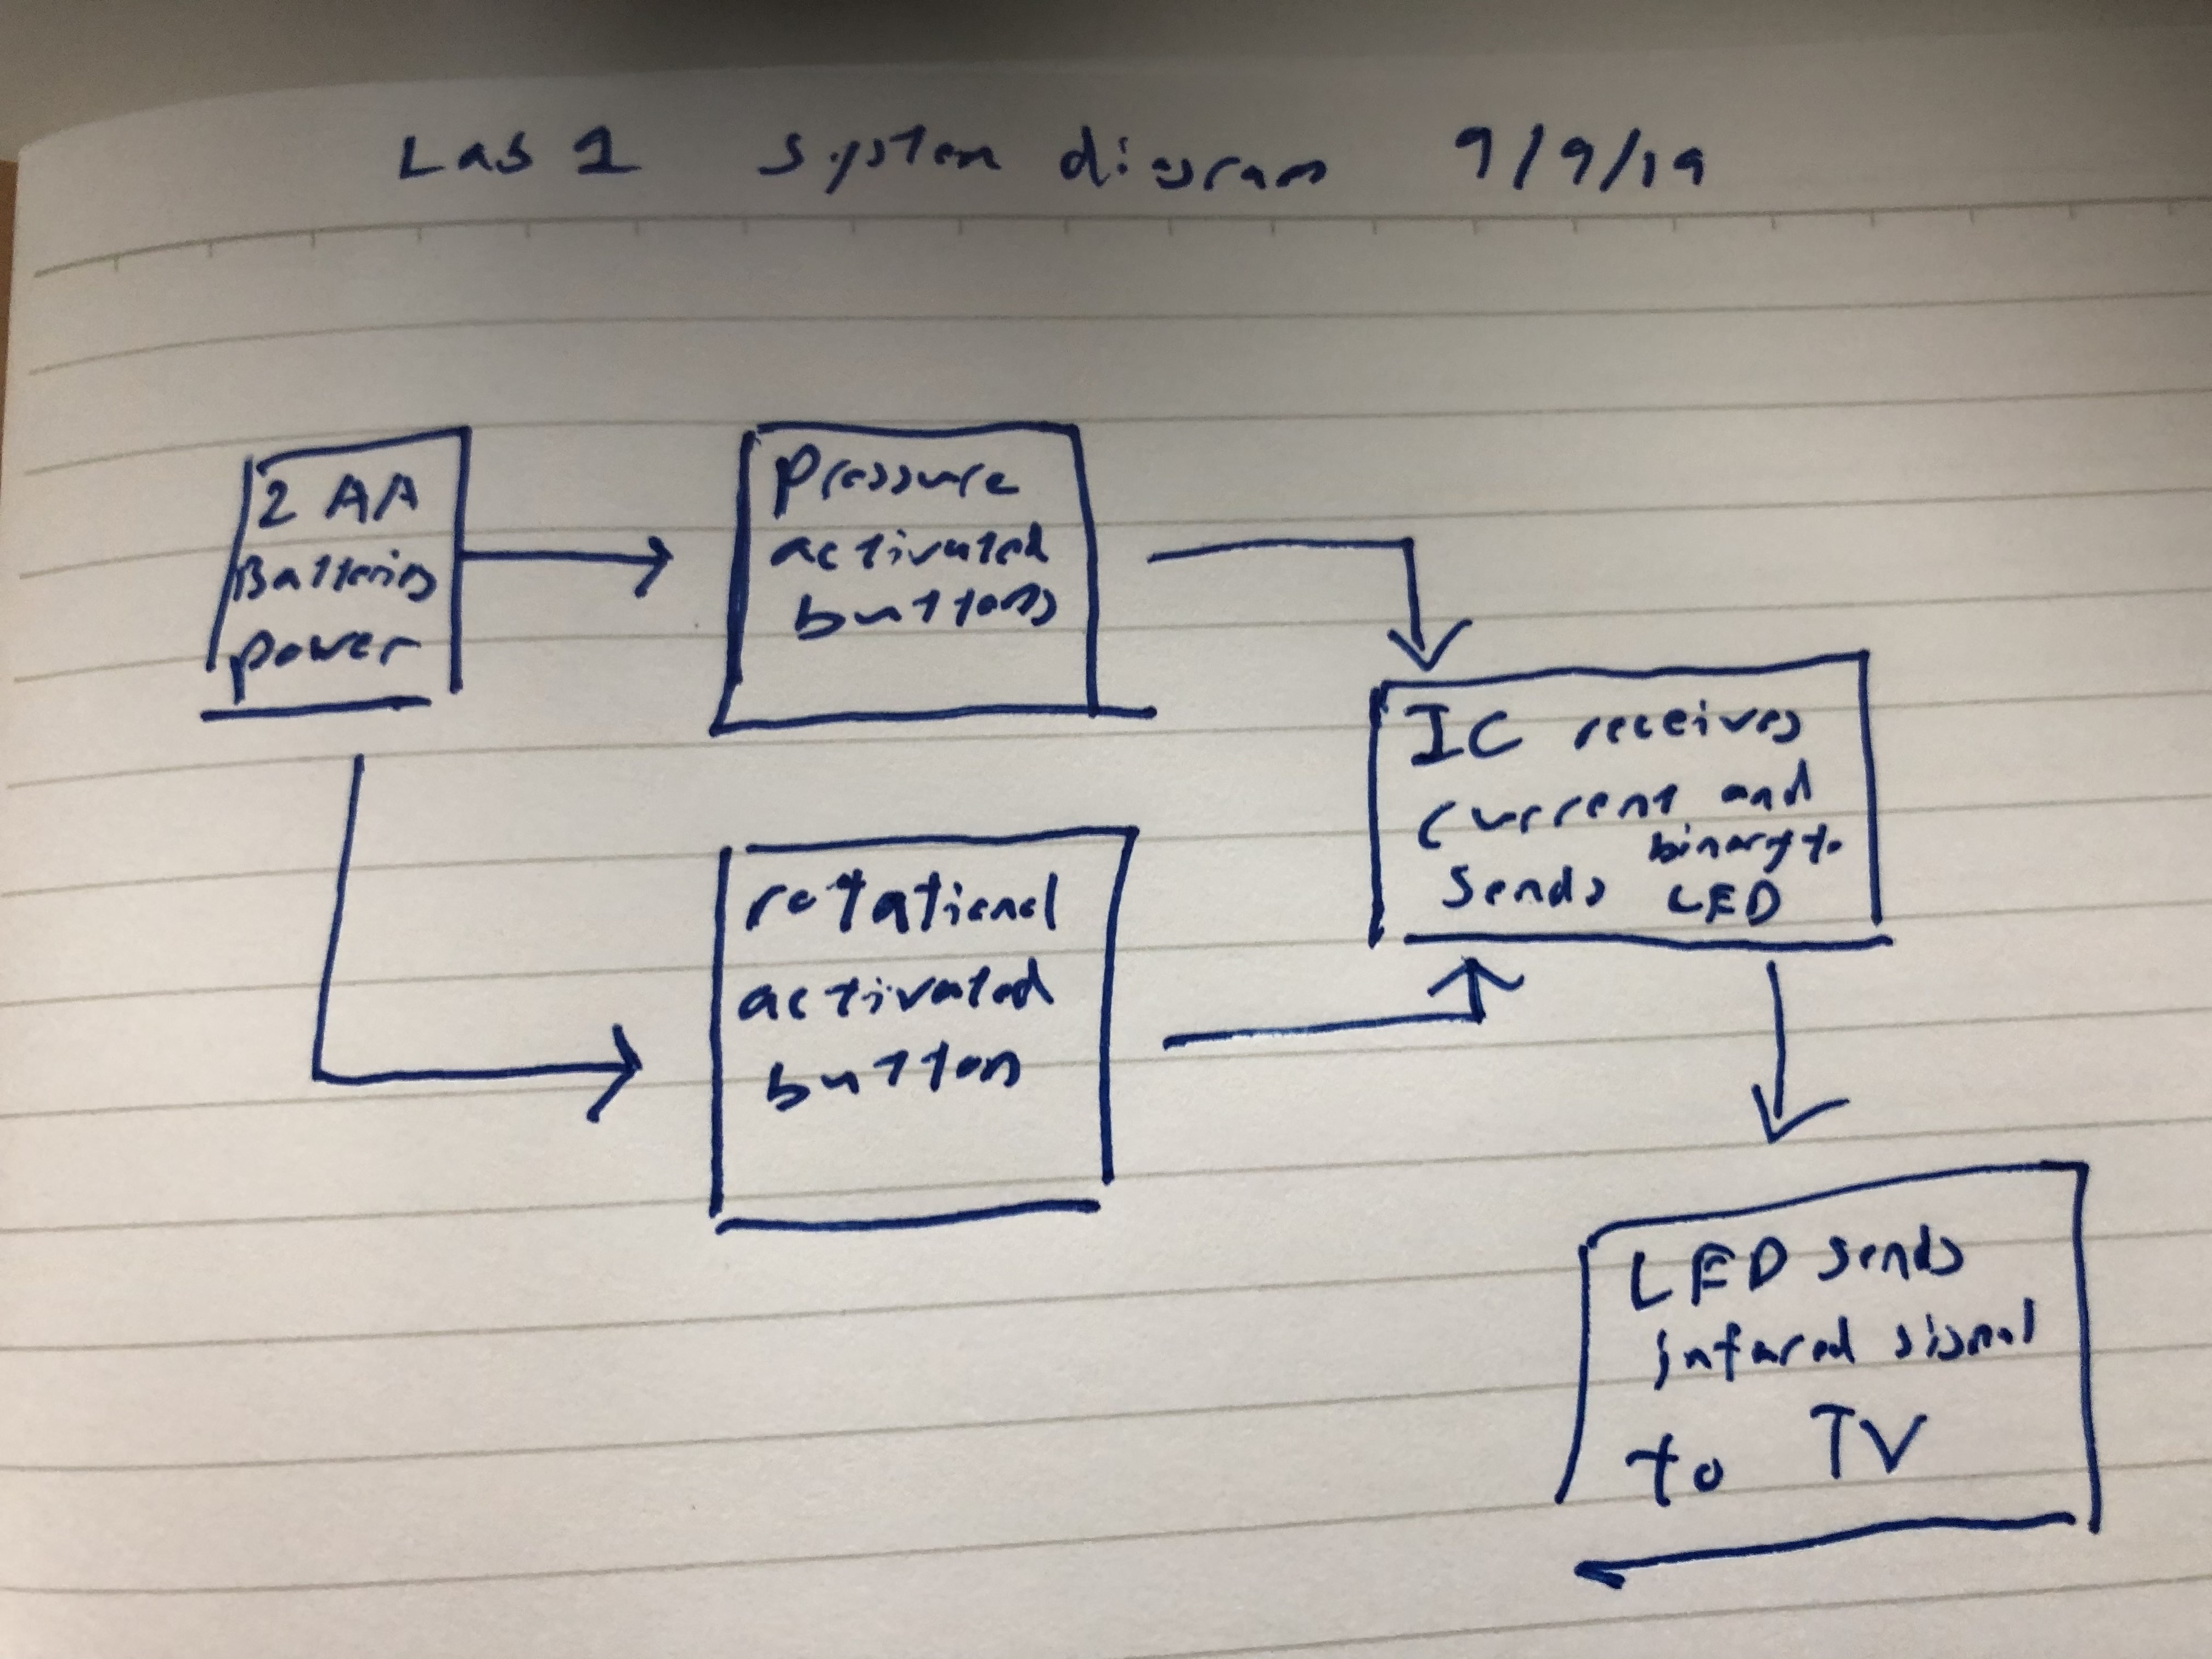 Lab 1 System diagram 9/9/19
2 AA
Batteries
power
Pressure
activated
buttons
IC receives
current and
sends binary to
LED
rotational
activated
button
LED sends
infared signal
to TV